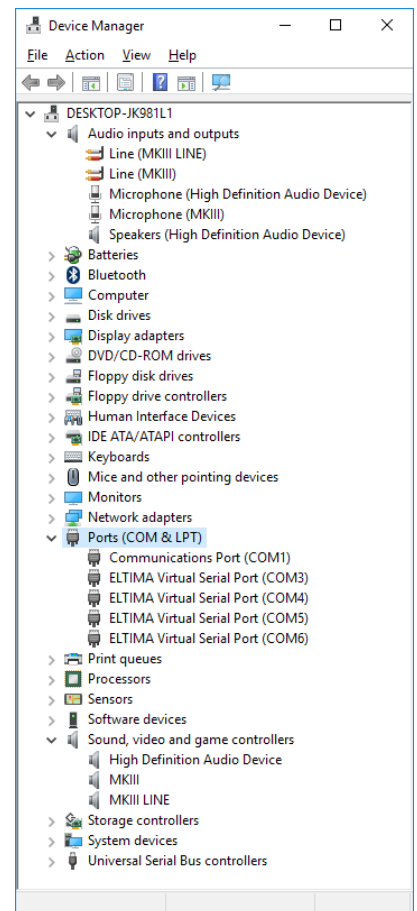 Device Manager
File Action View Help
DESKTOP-JK981L1
Audio inputs and outputs
Line (MKIII LINE)
Line (MKIII)
Microphone (High Definition Audio Device)
Microphone (MKIII)
Speakers (High Definition Audio Device)
Batteries
Bluetooth
Computer
Disk drives
Display adapters
DVD/CD-ROM drives
Floppy disk drives
Floppy drive controllers
Human Interface Devices
IDE ATA/ATAPI controllers
Keyboards
Mice and other pointing devices
Monitors
Network adapters
Ports (COM & LPT)
Communications Port (COM1)
ELTIMA Virtual Serial Port (COM3)
ELTIMA Virtual Serial Port (COM4)
ELTIMA Virtual Serial Port (COM5)
ELTIMA Virtual Serial Port (COM6)
Print queues
Processors
Sensors
Software devices
Sound, video and game controllers
High Definition Audio Device
MKIII
MKIII LINE
Storage controllers
System devices
Universal Serial Bus controllers